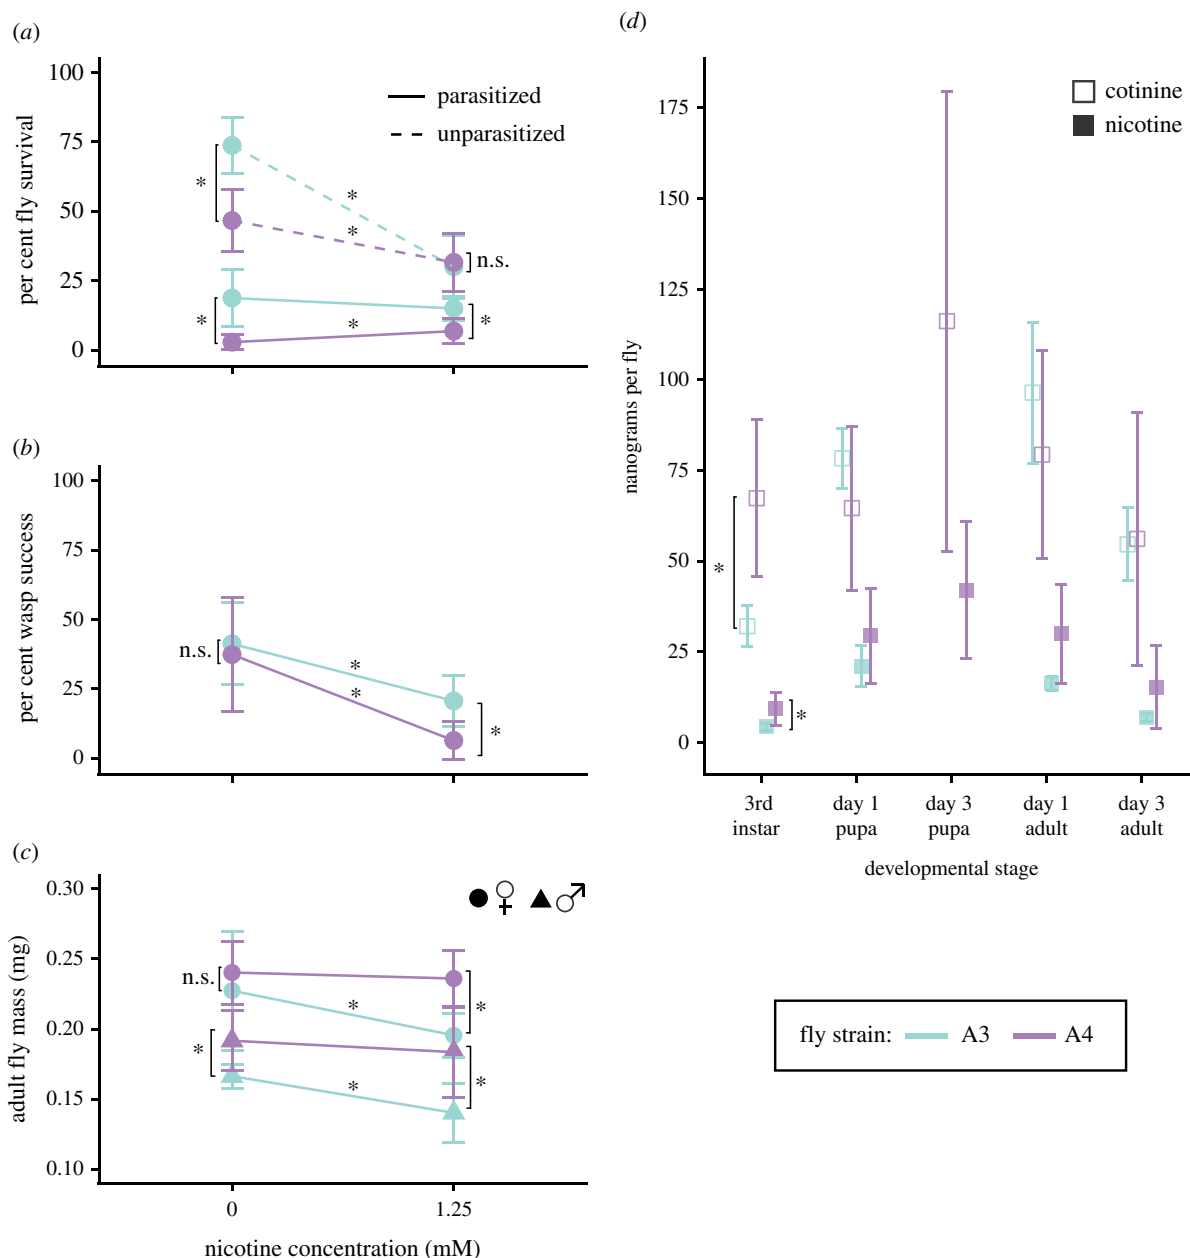 (a)
100
75
50
25
0
per cent fly survival
parasitized
unparasitized
*
*
*
n.s.
*
*
*
(b)
100
75
50
25
0
per cent wasp success
n.s.
*
*
*
(c)
0.30
0.25
0.20
0.15
0.10
adult fly mass (mg)
♀ ♂
n.s.
*
*
*
*
*
0 1.25
nicotine concentration (mM)
(d)
175
150
125
100
75
50
25
0
nanograms per fly
cotinine
nicotine
*
*
3rd instar
day 1 pupa
day 3 pupa
day 1 adult
day 3 adult
developmental stage
fly strain: A3 A4